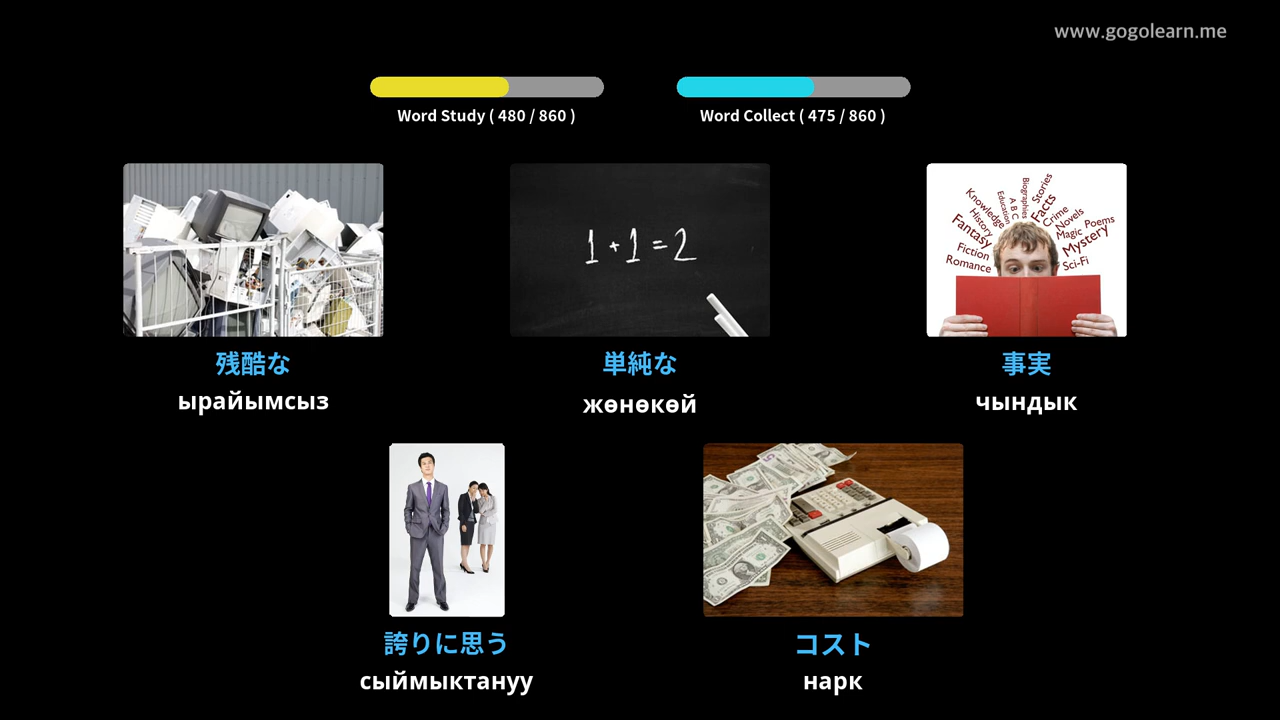 www.gogolearn.me
Word Study ( 480 / 860 )
Word Collect ( 475 / 860 )
1 + 1 = 2
Stories
Biographies
Facts
Knowledge
Education
A B C
Crime
Novels
History
Magic
Poems
Fantasy
Mystery
Fiction
Romance
Sci-Fi
残酷な
ырайымсыз
単純な
жөнөкөй
事実
чындык
誇りに思う
сыймыктануу
コスト
нарк